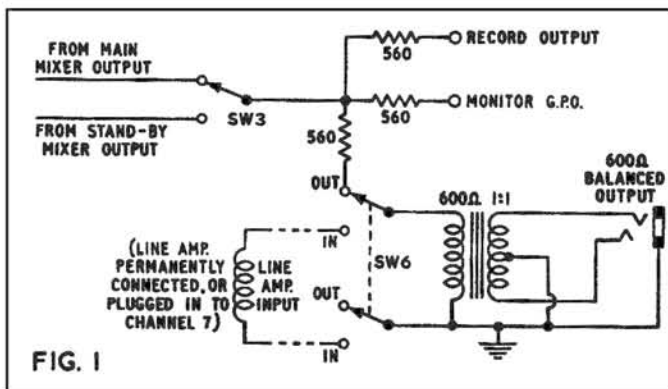 FROM MAIN
MIXER OUTPUT
FROM STAND-BY
MIXER OUTPUT
SW3
560
RECORD OUTPUT
560
MONITOR G.P.O.
560
OUT
600Ω 1:1
600Ω
BALANCED
OUTPUT
(LINE AMP.
PERMANENTLY
CONNECTED, OR
PLUGGED IN TO
CHANNEL 7)
LINE
AMP.
INPUT
IN
SW6
OUT
IN
FIG. 1